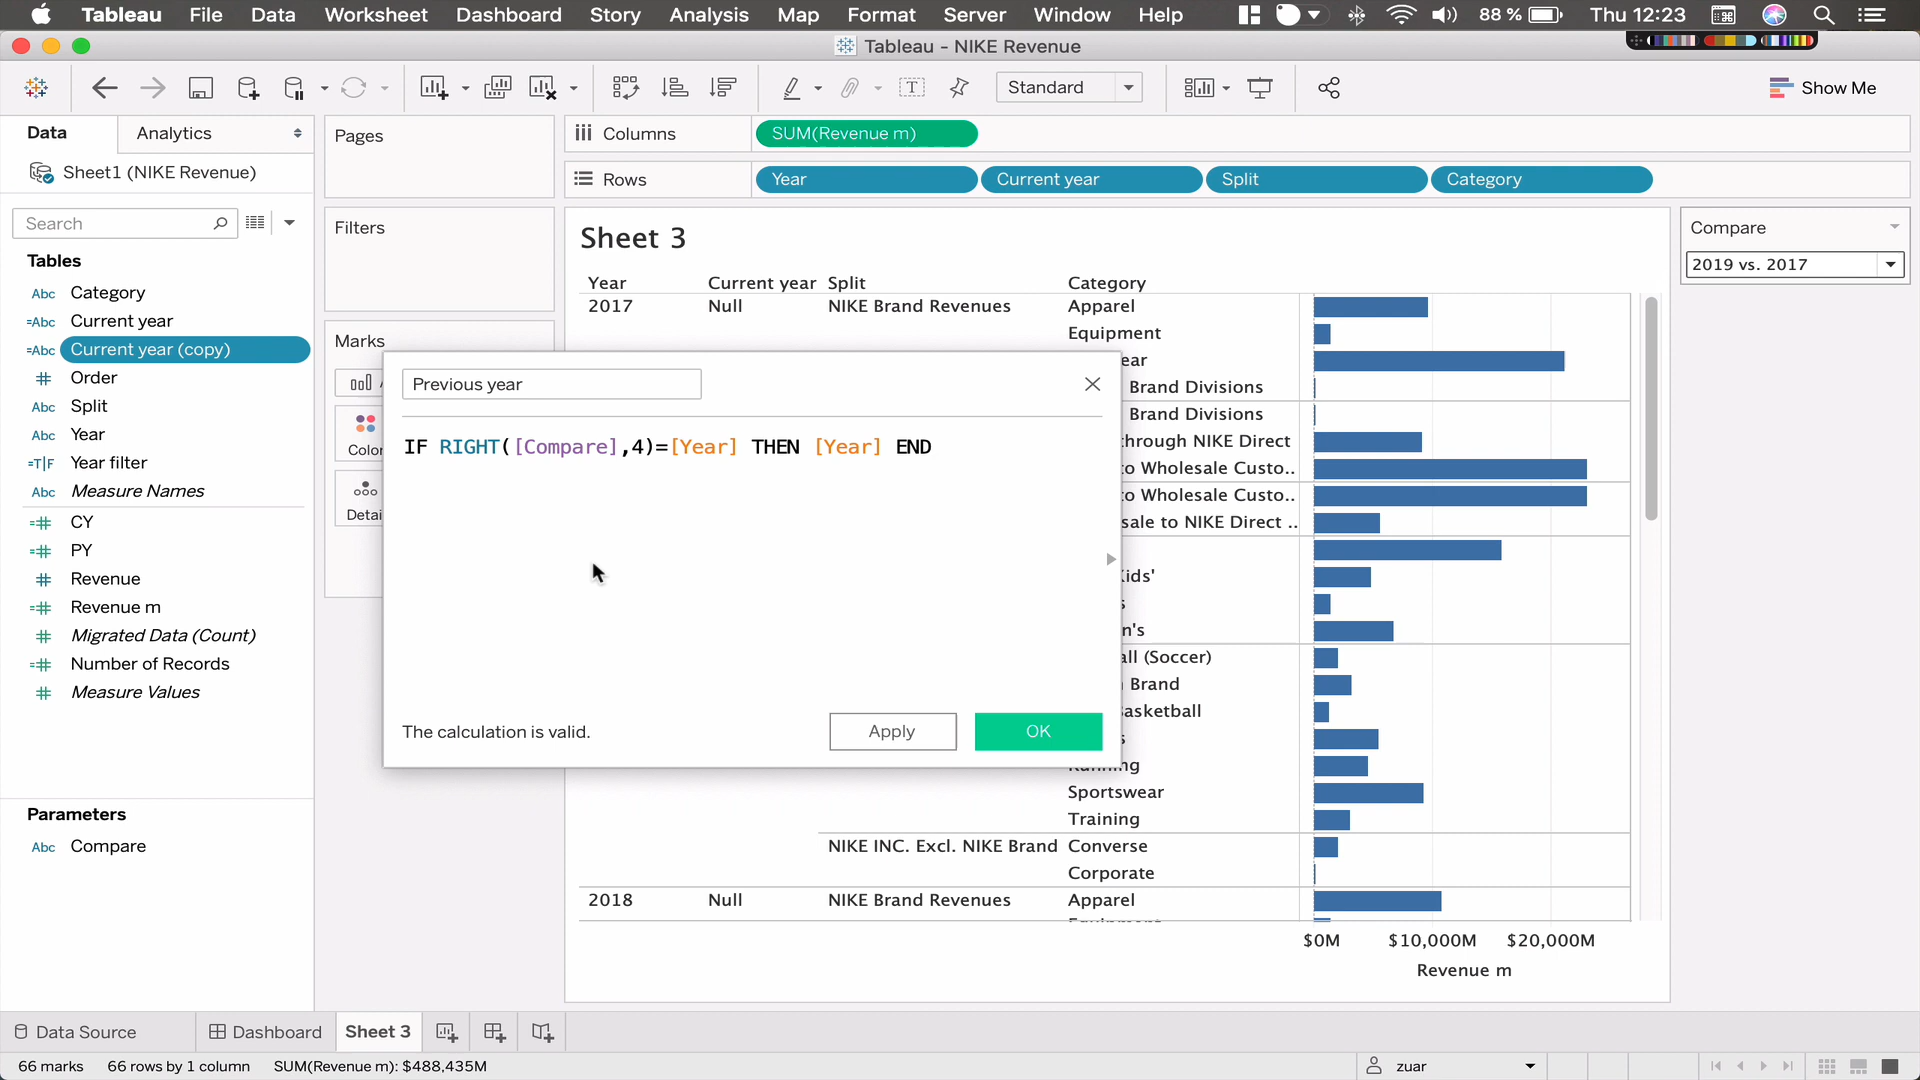 Tableau File Data Worksheet Dashboard Story Analysis Map Format Server Window Help 88 % Thu 12:23
Tableau - NIKE Revenue
Standard Show Me
Data Analytics
Sheet1 (NIKE Revenue)
Search
Tables
Abc Category
=Abc Current year
=Abc Current year (copy)
Order
Abc Split
Abc Year
=T|F Year filter
Abc Measure Names
CY
PY
Revenue
Revenue m
Migrated Data (Count)
Number of Records
Measure Values
Parameters
Abc Compare
Pages
Filters
Marks
Color
Detai
Columns SUM(Revenue m)
Rows Year Current year Split Category
Sheet 3
Year Current year Split Category
2017 Null NIKE Brand Revenues Apparel
Equipment
ear
Brand Divisions
Brand Divisions
through NIKE Direct
to Wholesale Custo..
to Wholesale Custo..
sale to NIKE Direct ..
Kids'
s
n's
all (Soccer)
Brand
Basketball
s
Running
Sportswear
Training
NIKE INC. Excl. NIKE Brand Converse
Corporate
2018 Null NIKE Brand Revenues Apparel
Equipment
$0M $10,000M $20,000M
Revenue m
Previous year
IF RIGHT([Compare],4)=[Year] THEN [Year] END
The calculation is valid.
Apply OK
Compare
2019 vs. 2017
Data Source Dashboard Sheet 3
66 marks 66 rows by 1 column SUM(Revenue m): $488,435M zuar